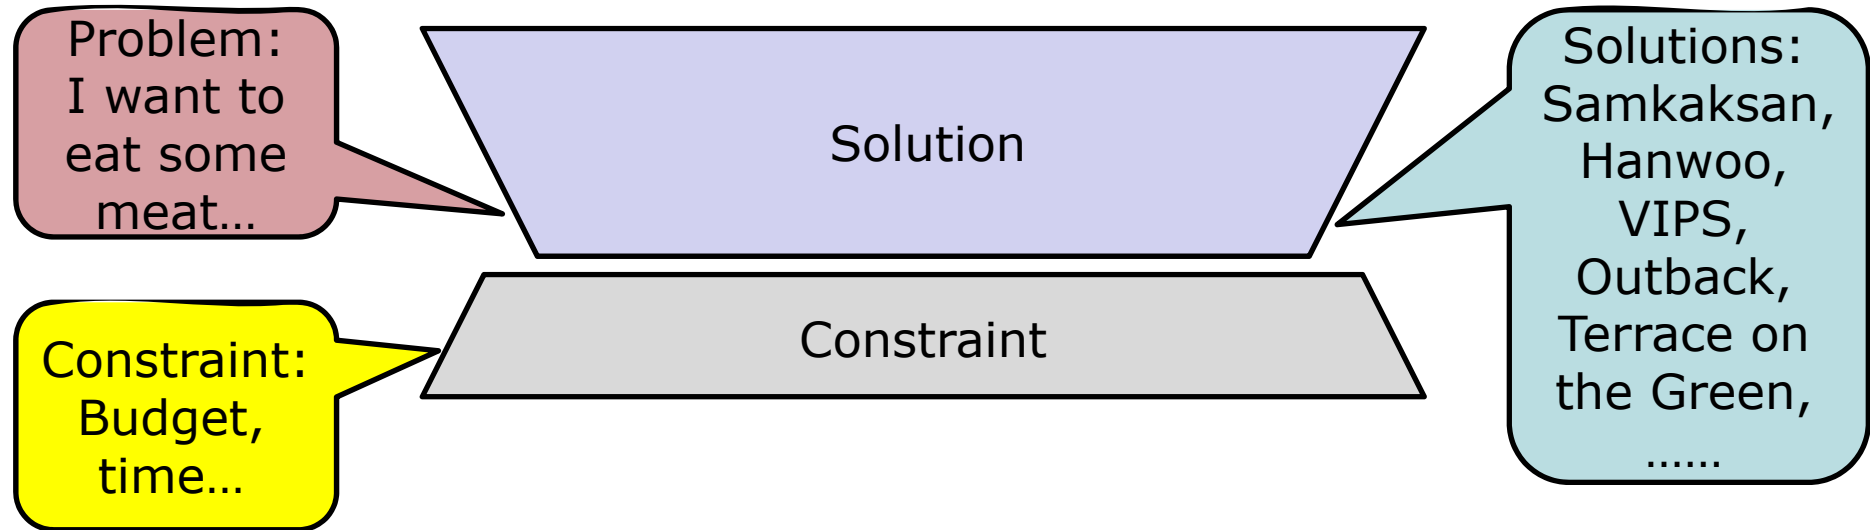 Problem:
I want to
eat some
meat…
Solution
Solutions:
Samkaksan,
Hanwoo,
VIPS,
Outback,
Terrace on
the Green,
……
Constraint:
Budget,
time…
Constraint